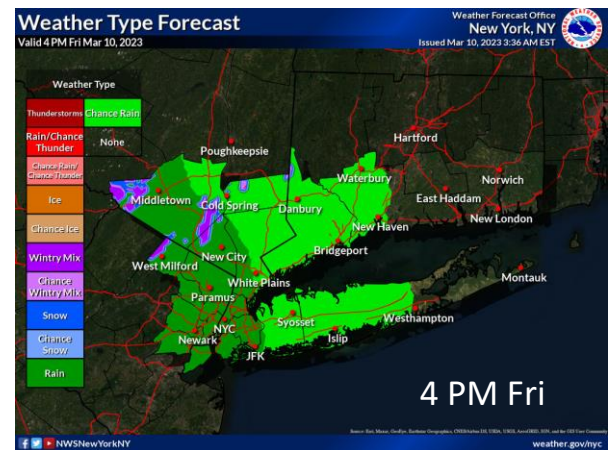 Weather Type Forecast
Valid 4 PM Fri Mar 10, 2023
Weather Forecast Office
New York, NY
Issued Mar 10, 2023 3:36 AM EST
Weather Type
Thunderstorms
Chance Rain
Rain/Chance
Thunder
None
Chance Rain/
Chance Thunder
Ice
Chance Ice
Wintry Mix
Chance
Wintry Mix
Snow
Chance
Snow
Rain
Hartford
Poughkeepsie
Waterbury
Norwich
Middletown
Cold Spring
Danbury
East Haddam
New London
New Haven
New City
Bridgeport
West Milford
White Plains
Montauk
Paramus
Syosset
Westhampton
NYC
Newark
Islip
JFK
4 PM Fri
NWSNewYorkNY
weather.gov/nyc